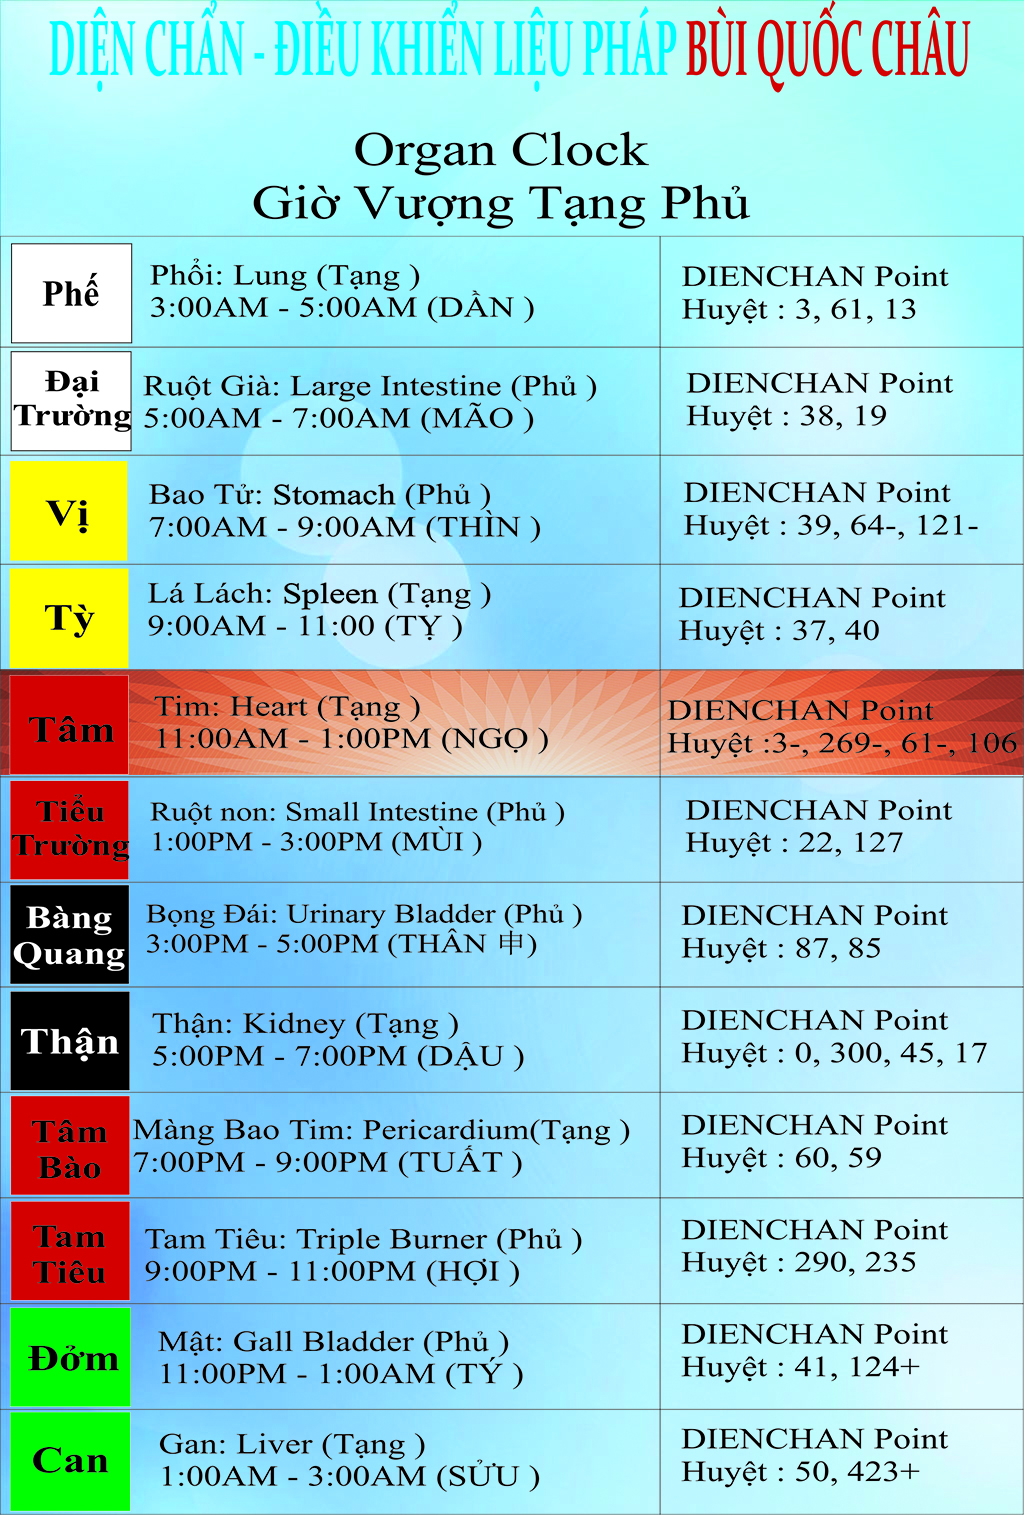 DIỆN CHẨN - ĐIỀU KHIỂN LIỆU PHÁP BÙI QUỐC CHÂU
Organ Clock
Giờ Vượng Tạng Phủ
Phế
Phổi: Lung (Tạng )
3:00AM - 5:00AM (DẦN )
DIENCHAN Point
Huyệt : 3, 61, 13
Đại
Trường
Ruột Già: Large Intestine (Phủ )
5:00AM - 7:00AM (MÃO )
DIENCHAN Point
Huyệt : 38, 19
Vị
Bao Tử: Stomach (Phủ )
7:00AM - 9:00AM (THÌN )
DIENCHAN Point
Huyệt : 39, 64-, 121-
Tỳ
Lá Lách: Spleen (Tạng )
9:00AM - 11:00 (TỴ )
DIENCHAN Point
Huyệt : 37, 40
Tâm
Tim: Heart (Tạng )
11:00AM - 1:00PM (NGỌ )
DIENCHAN Point
Huyệt :3-, 269-, 61-, 106
Tiểu
Trường
Ruột non: Small Intestine (Phủ )
1:00PM - 3:00PM (MÙI )
DIENCHAN Point
Huyệt : 22, 127
Bàng
Quang
Bọng Đái: Urinary Bladder (Phủ )
3:00PM - 5:00PM (THÂN 申)
DIENCHAN Point
Huyệt : 87, 85
Thận
Thận: Kidney (Tạng )
5:00PM - 7:00PM (DẬU )
DIENCHAN Point
Huyệt : 0, 300, 45, 17
Tâm
Bào
Màng Bao Tim: Pericardium(Tạng )
7:00PM - 9:00PM (TUẤT )
DIENCHAN Point
Huyệt : 60, 59
Tam
Tiêu
Tam Tiêu: Triple Burner (Phủ )
9:00PM - 11:00PM (HỢI )
DIENCHAN Point
Huyệt : 290, 235
Đởm
Mật: Gall Bladder (Phủ )
11:00PM - 1:00AM (TÝ )
DIENCHAN Point
Huyệt : 41, 124+
Can
Gan: Liver (Tạng )
1:00AM - 3:00AM (SỬU )
DIENCHAN Point
Huyệt : 50, 423+